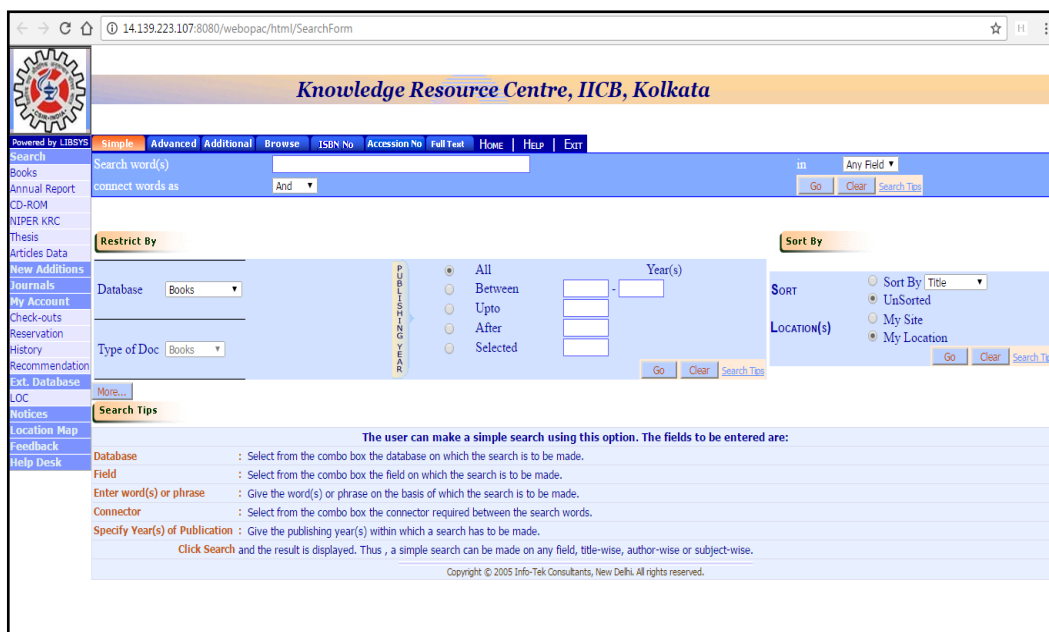 14.139.223.107:8080/webopac/html/SearchForm
H
CSIR-INDIA
Knowledge Resource Centre, IICB, Kolkata
Powered by LIBSYS
Simple Advanced Additional Browse ISBN No Accession No Full Text HOME | HELP | EXIT
Search
Books
Annual Report
CD-ROM
NIPER KRC
Thesis
Articles Data
New Additions
Journals
My Account
Check-outs
Reservation
History
Recommendation
Ext. Database
LOC
Notices
Location Map
Feedback
Help Desk
Search word(s) in Any Field
connect words as And Go Clear Search Tips
Restrict By
Database Books
Type of Doc Books
PUBLISHING YEAR
All Year(s)
Between -
Upto
After
Selected
Go Clear Search Tips
More...
Sort By
SORT Sort By Title
UnSorted
LOCATION(S) My Site
My Location
Go Clear Search Ti
Search Tips
The user can make a simple search using this option. The fields to be entered are:
Database : Select from the combo box the database on which the search is to be made.
Field : Select from the combo box the field on which the search is to be made.
Enter word(s) or phrase : Give the word(s) or phrase on the basis of which the search is to be made.
Connector : Select from the combo box the connector required between the search words.
Specify Year(s) of Publication : Give the publishing year(s) within which a search has to be made.
Click Search and the result is displayed. Thus , a simple search can be made on any field, title-wise, author-wise or subject-wise.
Copyright © 2005 Info-Tek Consultants, New Delhi. All rights reserved.